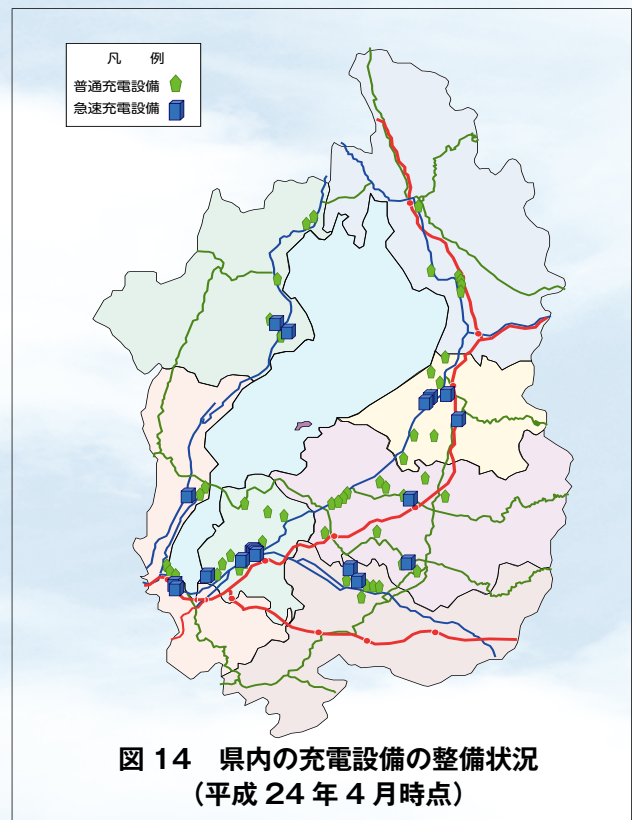 凡 例
普通充電設備
急速充電設備
図 14 県内の充電設備の整備状況
(平成 24 年 4 月時点)